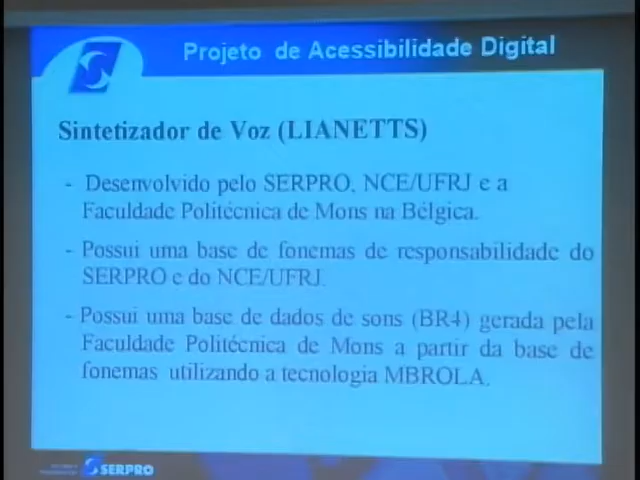 Projeto de Acessibilidade Digital
Sintetizador de Voz (LIANETTS)
- Desenvolvido pelo SERPRO, NCE/UFRJ e a
Faculdade Politécnica de Mons na Bélgica.
- Possui uma base de fonemas de responsabilidade do
SERPRO e do NCE/UFRJ.
- Possui uma base de dados de sons (BR4) gerada pela
Faculdade Politécnica de Mons a partir da base de
fonemas utilizando a tecnologia MBROLA.
SERPRO